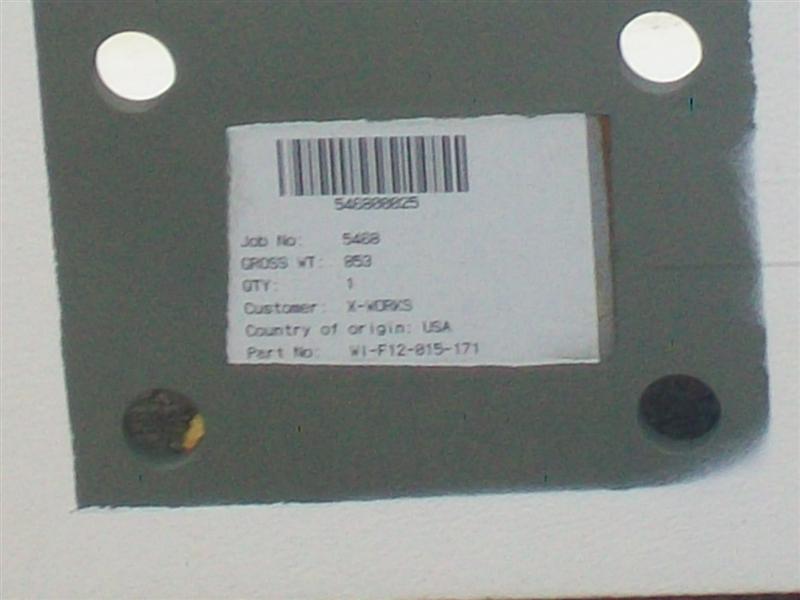 546800025
Job No: 5468
GROSS WT: 853
QTY: 1
Customer: X-WORKS
Country of origin: USA
Part No: WI-F12-015-171